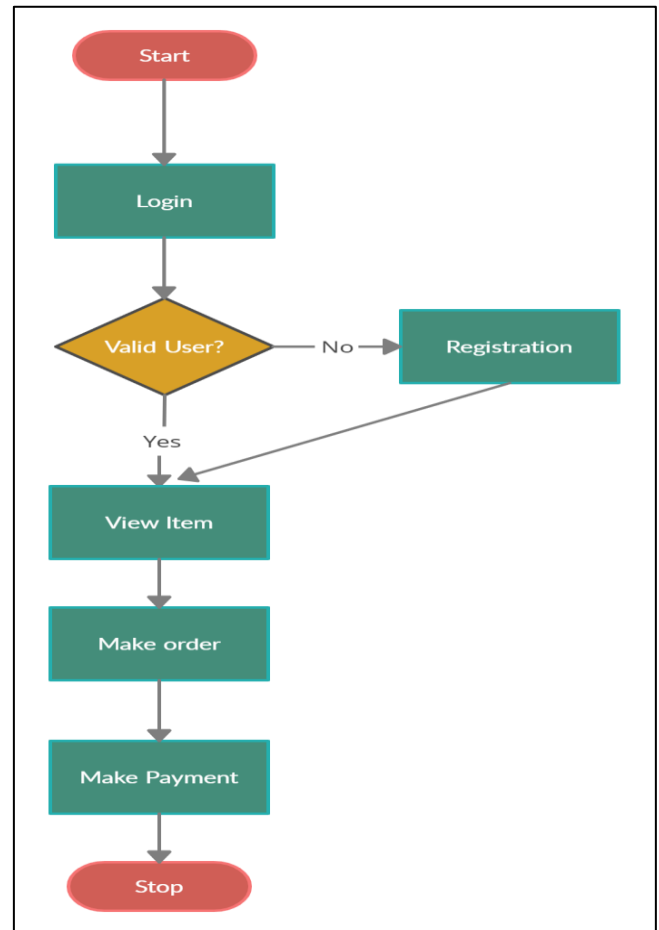 Start
Login
Valid User?
No
Registration
Yes
View Item
Make order
Make Payment
Stop